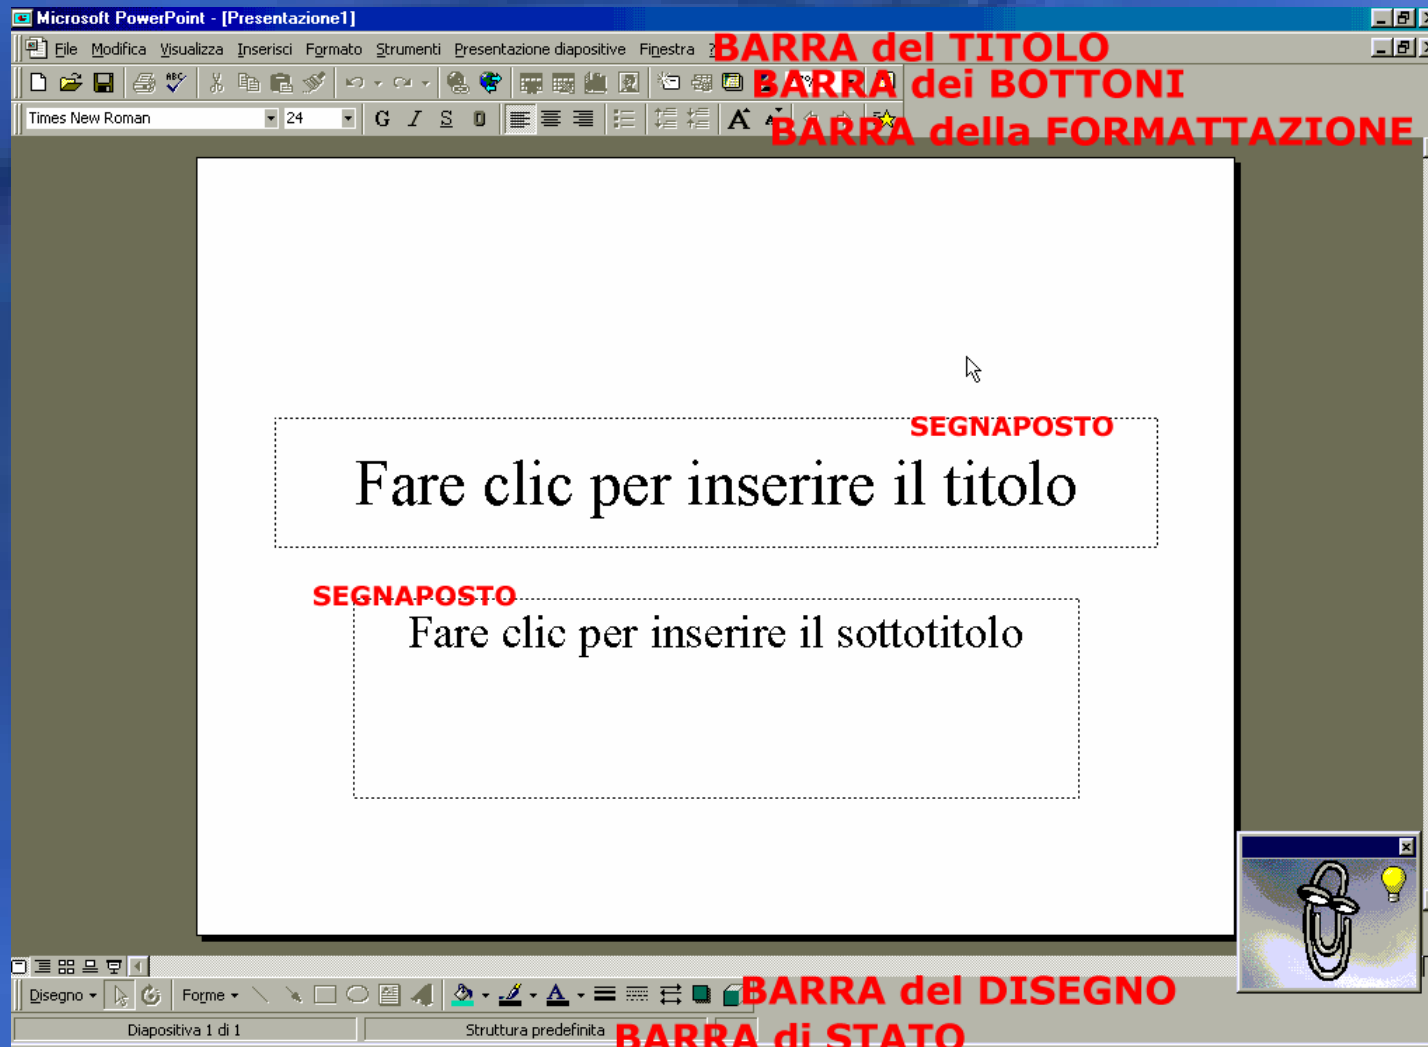 Microsoft PowerPoint - [Presentazione1]
File Modifica Visualizza Inserisci Formato Strumenti Presentazione diapositive Finestra ?
BARRA del TITOLO
ABC
BARRA dei BOTTONI
Times New Roman 24 G I S O A A
BARRA della FORMATTAZIONE
SEGNAPOSTO
Fare clic per inserire il titolo
SEGNAPOSTO
Fare clic per inserire il sottotitolo
Disegno Forme A
BARRA del DISEGNO
Diapositiva 1 di 1 Struttura predefinita
BARRA di STATO